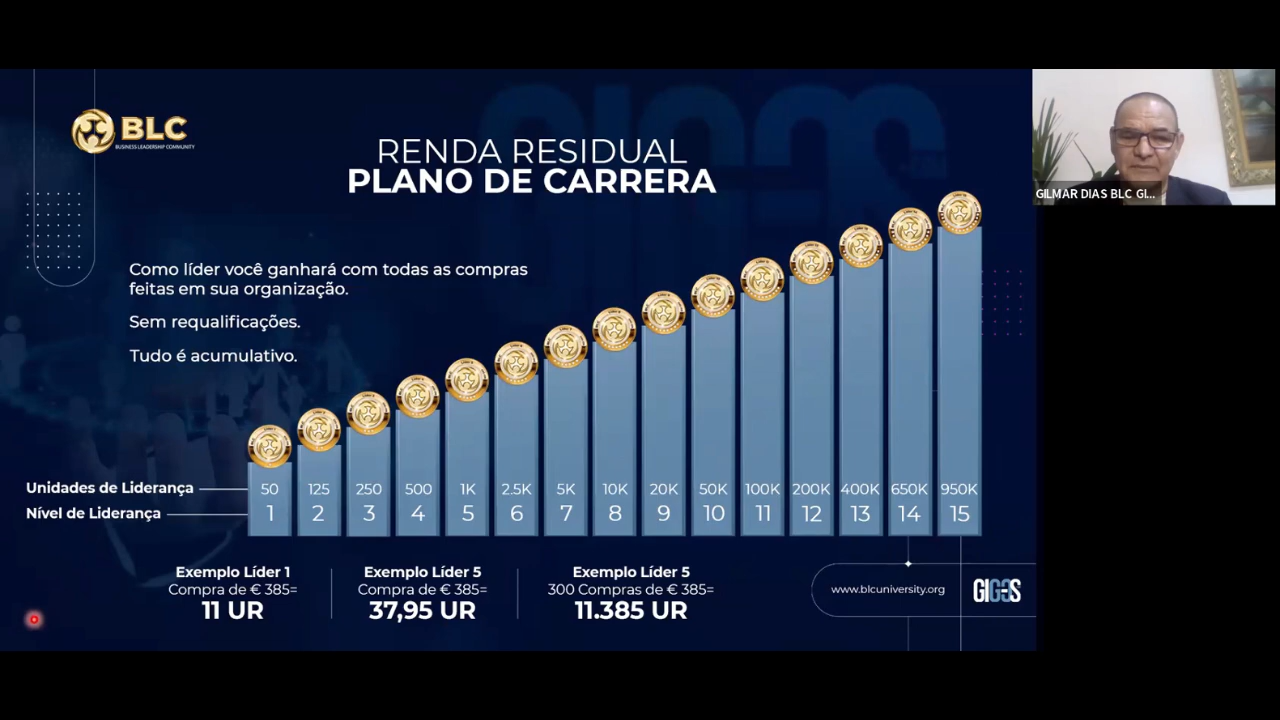 BLC
BUSINESS LEADERSHIP COMMUNITY
RENDA RESIDUAL
PLANO DE CARRERA
GILMAR DIAS BLC GI...
Como líder você ganhará com todas as compras
feitas em sua organização.
Sem requalificações.
Tudo é acumulativo.
Unidades de Liderança 50 125 250 500 1K 2.5K 5K 10K 20K 50K 100K 200K 400K 650K 950K
Nível de Liderança 1 2 3 4 5 6 7 8 9 10 11 12 13 14 15
Exemplo Líder 1
Compra de € 385=
11 UR
Exemplo Líder 5
Compra de € 385=
37,95 UR
Exemplo Líder 5
300 Compras de € 385=
11.385 UR
www.blcuniversity.org